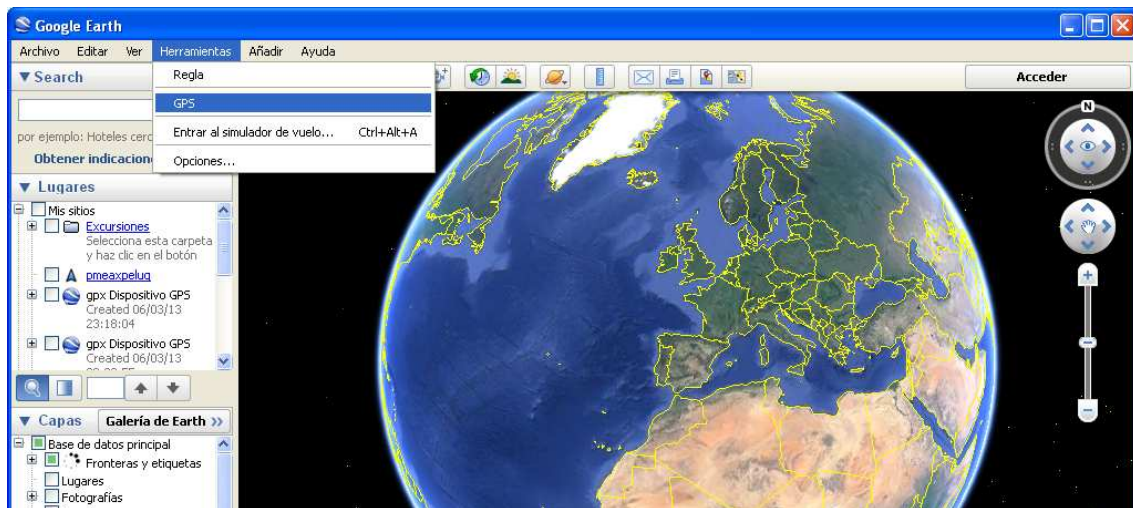 Google Earth
Archivo Editar Ver Herramientas Añadir Ayuda
Search
Regla
GPS
Entrar al simulador de vuelo... Ctrl+Alt+A
Opciones...
Acceder
por ejemplo: Hoteles cerc
Obtener indicacion
N
Lugares
Mis sitios
Excursiones
Selecciona esta carpeta
y haz clic en el botón
pmeaxpelug
gpx Dispositivo GPS
Created 06/03/13
23:18:04
gpx Dispositivo GPS
Created 06/03/13
Capas Galería de Earth >>
Base de datos principal
Fronteras y etiquetas
Lugares
Fotografías